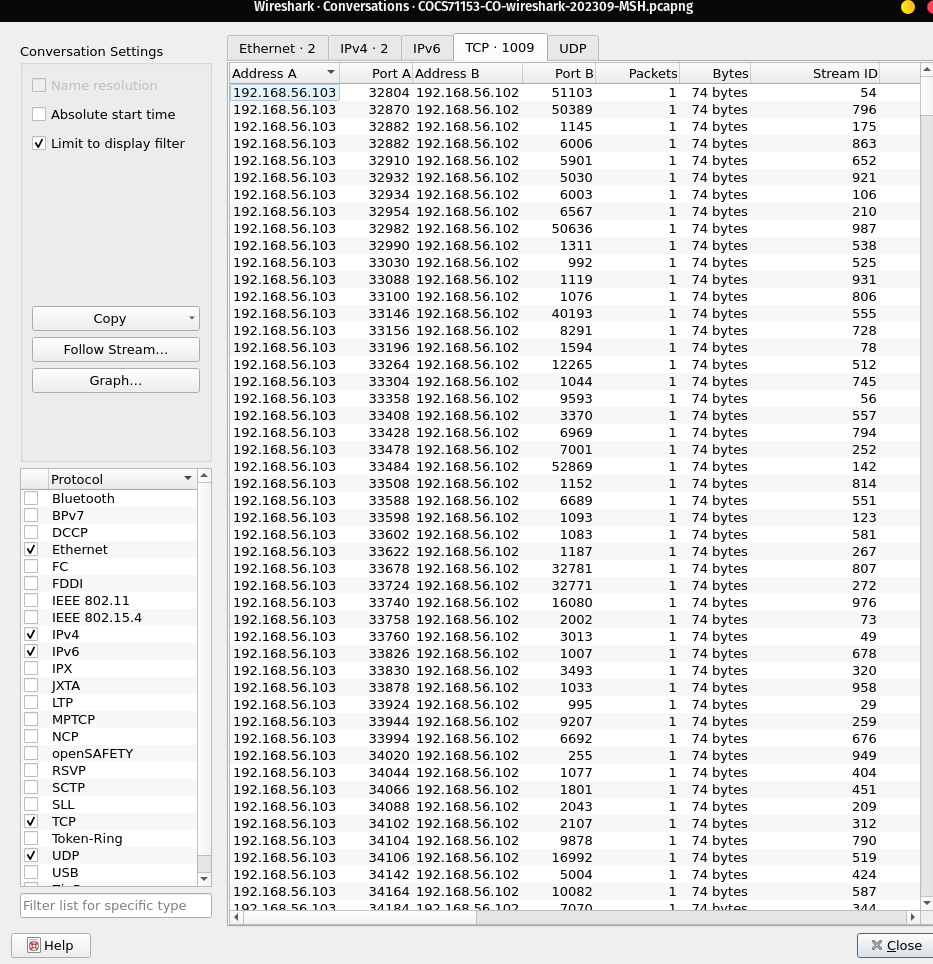 Wireshark · Conversations · COCS71153-CO-wireshark-202309-MSH.pcapng
Conversation Settings
Name resolution
Absolute start time
Limit to display filter
Copy
Follow Stream…
Graph…
Protocol
Bluetooth
BPv7
DCCP
Ethernet
FC
FDDI
IEEE 802.11
IEEE 802.15.4
IPv4
IPv6
IPX
JXTA
LTP
MPTCP
NCP
openSAFETY
RSVP
SCTP
SLL
TCP
Token-Ring
UDP
USB
Filter list for specific type
Ethernet · 2 IPv4 · 2 IPv6 TCP · 1009 UDP
Address A Port A Address B Port B Packets Bytes Stream ID
192.168.56.103 32804 192.168.56.102 51103 1 74 bytes 54
192.168.56.103 32870 192.168.56.102 50389 1 74 bytes 796
192.168.56.103 32882 192.168.56.102 1145 1 74 bytes 175
192.168.56.103 32882 192.168.56.102 6006 1 74 bytes 863
192.168.56.103 32910 192.168.56.102 5901 1 74 bytes 652
192.168.56.103 32932 192.168.56.102 5030 1 74 bytes 921
192.168.56.103 32934 192.168.56.102 6003 1 74 bytes 106
192.168.56.103 32954 192.168.56.102 6567 1 74 bytes 210
192.168.56.103 32982 192.168.56.102 50636 1 74 bytes 987
192.168.56.103 32990 192.168.56.102 1311 1 74 bytes 538
192.168.56.103 33030 192.168.56.102 992 1 74 bytes 525
192.168.56.103 33088 192.168.56.102 1119 1 74 bytes 931
192.168.56.103 33100 192.168.56.102 1076 1 74 bytes 806
192.168.56.103 33146 192.168.56.102 40193 1 74 bytes 555
192.168.56.103 33156 192.168.56.102 8291 1 74 bytes 728
192.168.56.103 33196 192.168.56.102 1594 1 74 bytes 78
192.168.56.103 33264 192.168.56.102 12265 1 74 bytes 512
192.168.56.103 33304 192.168.56.102 1044 1 74 bytes 745
192.168.56.103 33358 192.168.56.102 9593 1 74 bytes 56
192.168.56.103 33408 192.168.56.102 3370 1 74 bytes 557
192.168.56.103 33428 192.168.56.102 6969 1 74 bytes 794
192.168.56.103 33478 192.168.56.102 7001 1 74 bytes 252
192.168.56.103 33484 192.168.56.102 52869 1 74 bytes 142
192.168.56.103 33508 192.168.56.102 1152 1 74 bytes 814
192.168.56.103 33588 192.168.56.102 6689 1 74 bytes 551
192.168.56.103 33598 192.168.56.102 1093 1 74 bytes 123
192.168.56.103 33602 192.168.56.102 1083 1 74 bytes 581
192.168.56.103 33622 192.168.56.102 1187 1 74 bytes 267
192.168.56.103 33678 192.168.56.102 32781 1 74 bytes 807
192.168.56.103 33724 192.168.56.102 32771 1 74 bytes 272
192.168.56.103 33740 192.168.56.102 16080 1 74 bytes 976
192.168.56.103 33758 192.168.56.102 2002 1 74 bytes 73
192.168.56.103 33760 192.168.56.102 3013 1 74 bytes 49
192.168.56.103 33826 192.168.56.102 1007 1 74 bytes 678
192.168.56.103 33830 192.168.56.102 3493 1 74 bytes 320
192.168.56.103 33878 192.168.56.102 1033 1 74 bytes 958
192.168.56.103 33924 192.168.56.102 995 1 74 bytes 29
192.168.56.103 33944 192.168.56.102 9207 1 74 bytes 259
192.168.56.103 33994 192.168.56.102 6692 1 74 bytes 676
192.168.56.103 34020 192.168.56.102 255 1 74 bytes 949
192.168.56.103 34044 192.168.56.102 1077 1 74 bytes 404
192.168.56.103 34066 192.168.56.102 1801 1 74 bytes 451
192.168.56.103 34088 192.168.56.102 2043 1 74 bytes 209
192.168.56.103 34102 192.168.56.102 2107 1 74 bytes 312
192.168.56.103 34104 192.168.56.102 9878 1 74 bytes 790
192.168.56.103 34106 192.168.56.102 16992 1 74 bytes 519
192.168.56.103 34142 192.168.56.102 5004 1 74 bytes 424
192.168.56.103 34164 192.168.56.102 10082 1 74 bytes 587
192.168.56.103 34184 192.168.56.102 7070 1 74 bytes 344
Help
Close